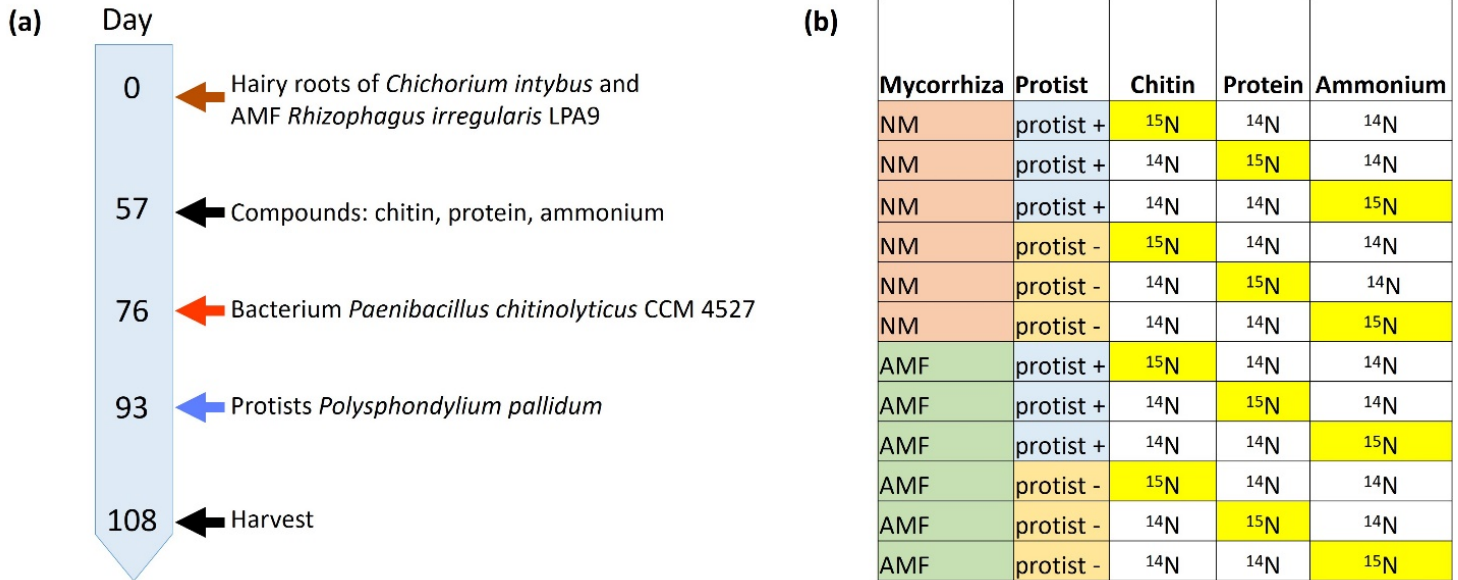 (a)
Day
0
Hairy roots of Chichorium intybus and
AMF Rhizophagus irregularis LPA9
57
Compounds: chitin, protein, ammonium
76
Bacterium Paenibacillus chitinolyticus CCM 4527
93
Protists Polysphondylium pallidum
108
Harvest
(b)
Mycorrhiza Protist Chitin Protein Ammonium
NM protist + ¹⁵N ¹⁴N ¹⁴N
NM protist + ¹⁴N ¹⁵N ¹⁴N
NM protist + ¹⁴N ¹⁴N ¹⁵N
NM protist - ¹⁵N ¹⁴N ¹⁴N
NM protist - ¹⁴N ¹⁵N ¹⁴N
NM protist - ¹⁴N ¹⁴N ¹⁵N
AMF protist + ¹⁵N ¹⁴N ¹⁴N
AMF protist + ¹⁴N ¹⁵N ¹⁴N
AMF protist + ¹⁴N ¹⁴N ¹⁵N
AMF protist - ¹⁵N ¹⁴N ¹⁴N
AMF protist - ¹⁴N ¹⁵N ¹⁴N
AMF protist - ¹⁴N ¹⁴N ¹⁵N